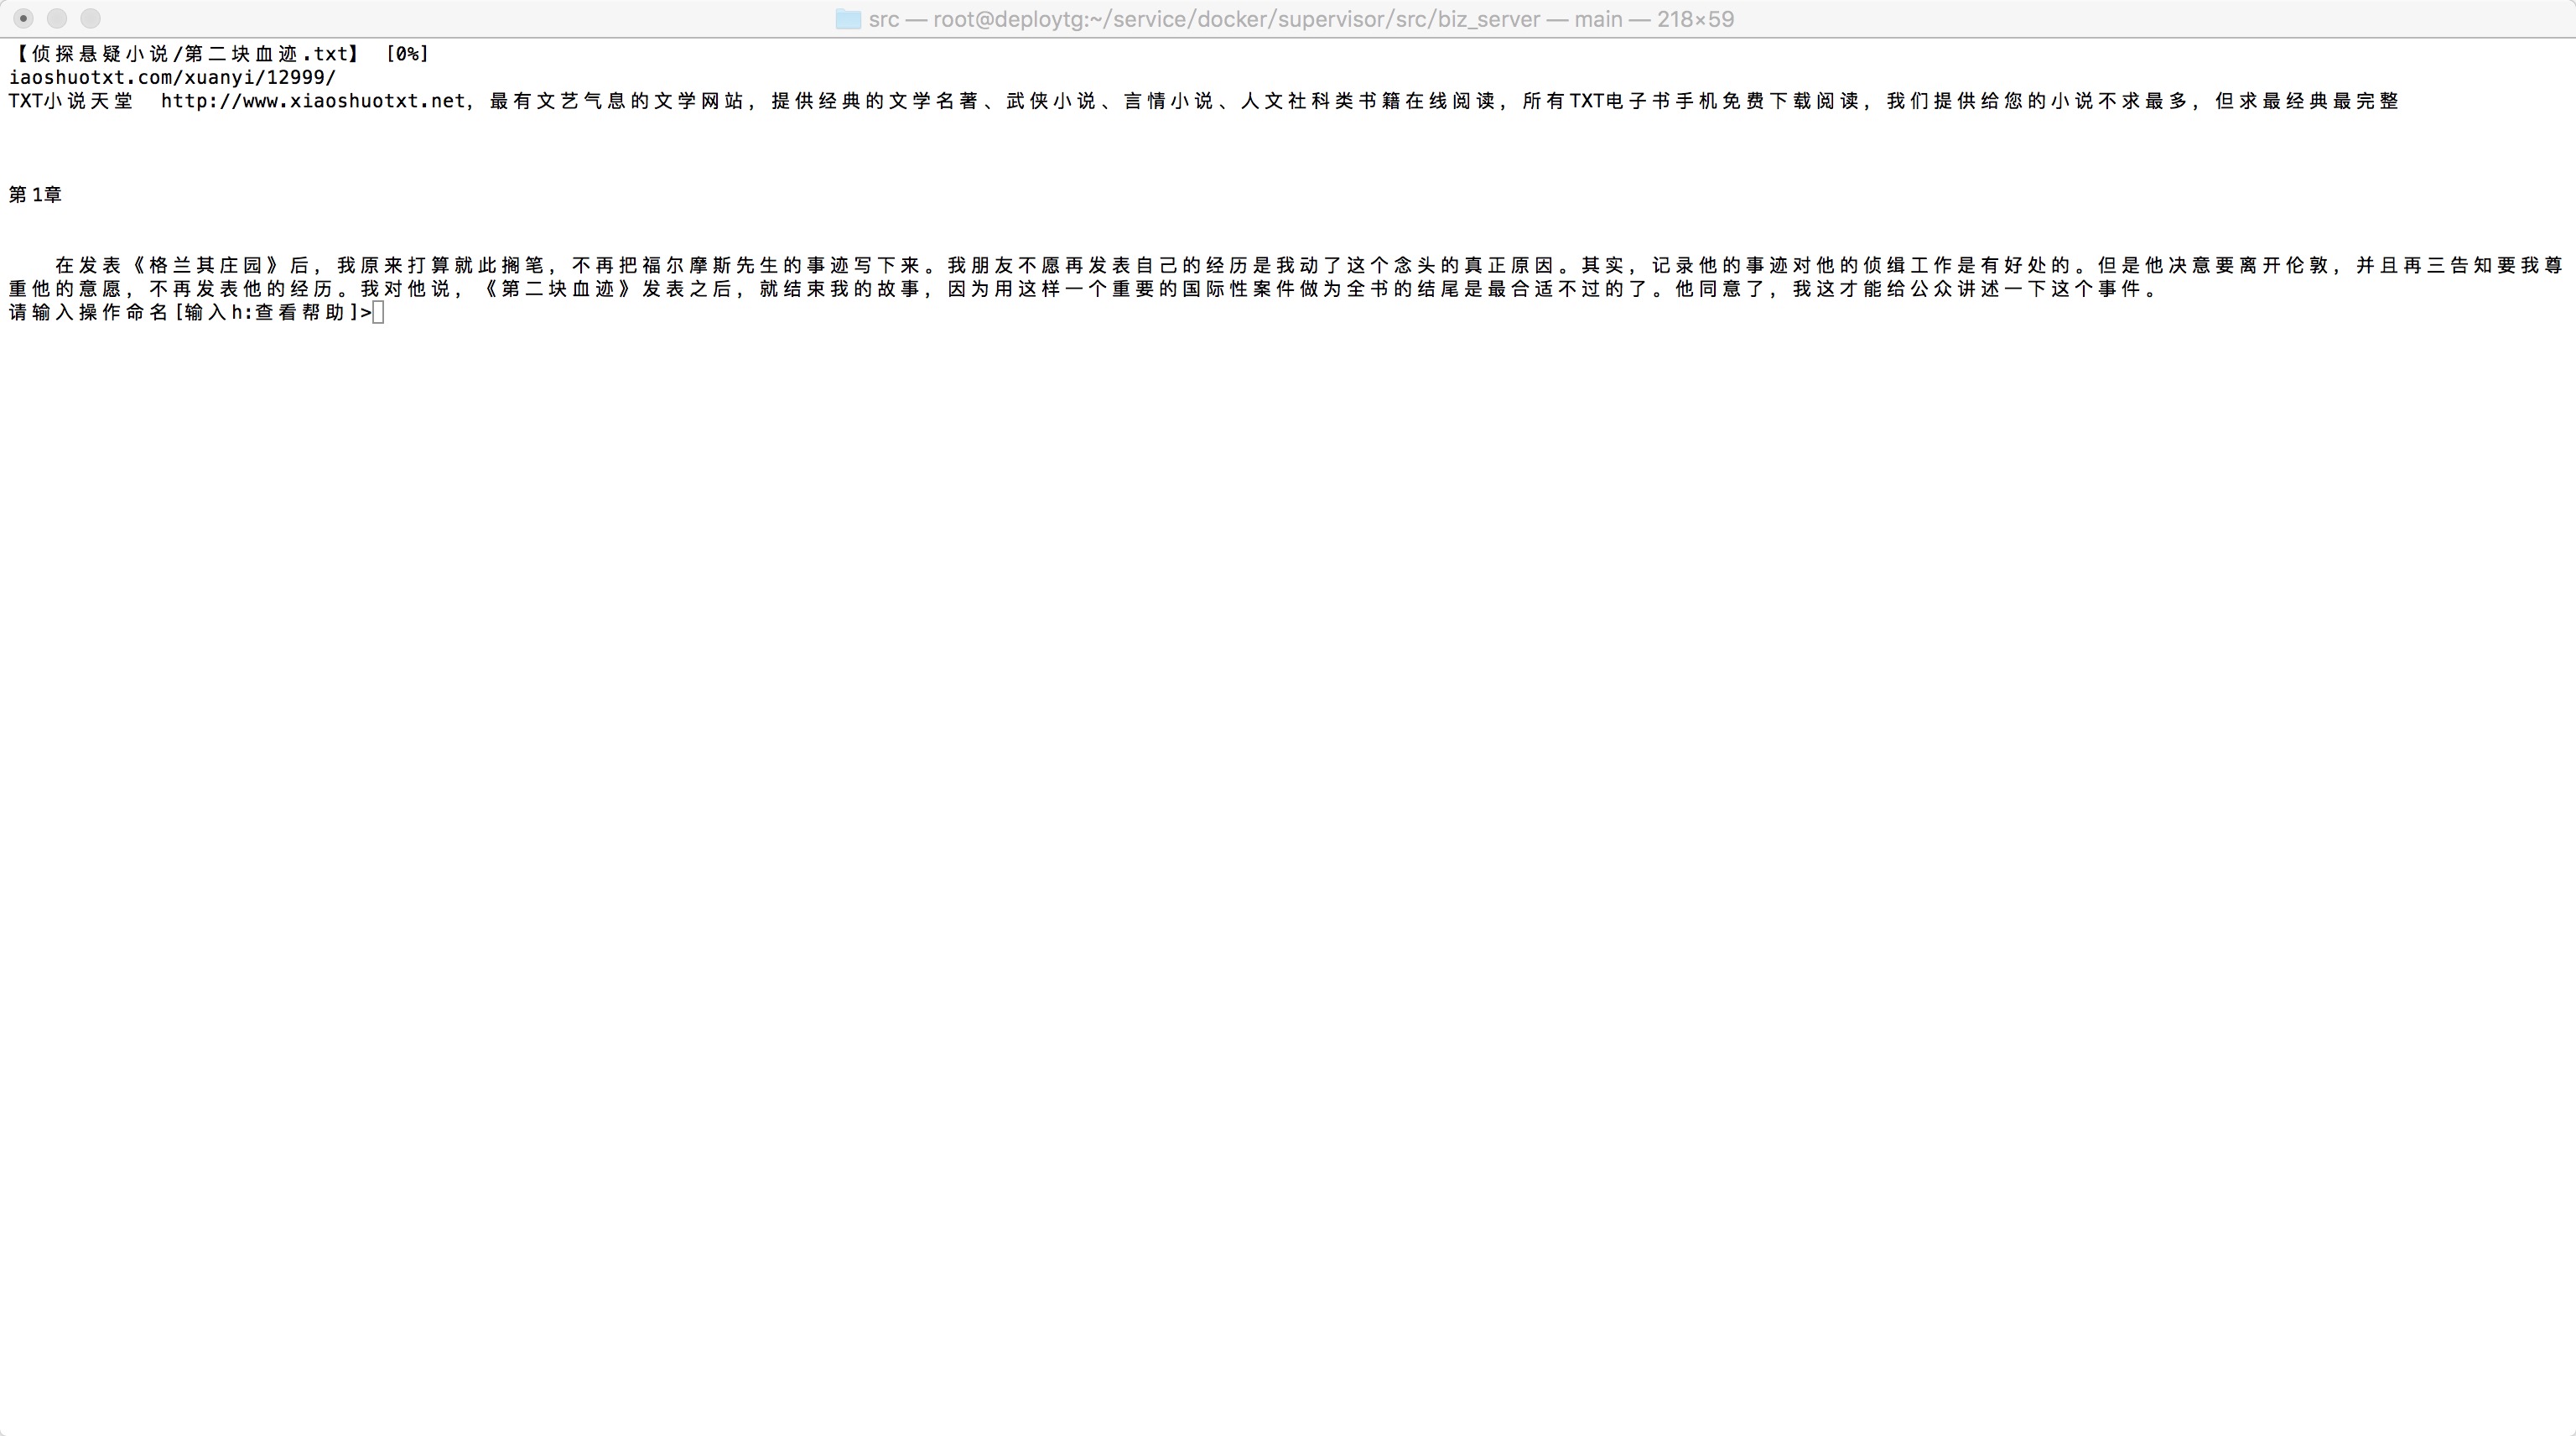 src — root@deploytg:~/service/docker/supervisor/src/biz_server — main — 218×59
【侦探悬疑小说/第二块血迹.txt】 [0%]
iaoshuotxt.com/xuanyi/12999/
TXT小说天堂  http://www.xiaoshuotxt.net，最有文艺气息的文学网站，提供经典的文学名著、武侠小说、言情小说、人文社科类书籍在线阅读，所有TXT电子书手机免费下载阅读，我们提供给您的小说不求最多，但求最经典最完整
第1章
在发表《格兰其庄园》后，我原来打算就此搁笔，不再把福尔摩斯先生的事迹写下来。我朋友不愿再发表自己的经历是我动了这个念头的真正原因。其实，记录他的事迹对他的侦缉工作是有好处的。但是他决意要离开伦敦，并且再三告知要我尊
重他的意愿，不再发表他的经历。我对他说，《第二块血迹》发表之后，就结束我的故事，因为用这样一个重要的国际性案件做为全书的结尾是最合适不过的了。他同意了，我这才能给公众讲述一下这个事件。
请输入操作命名[输入h:查看帮助]>